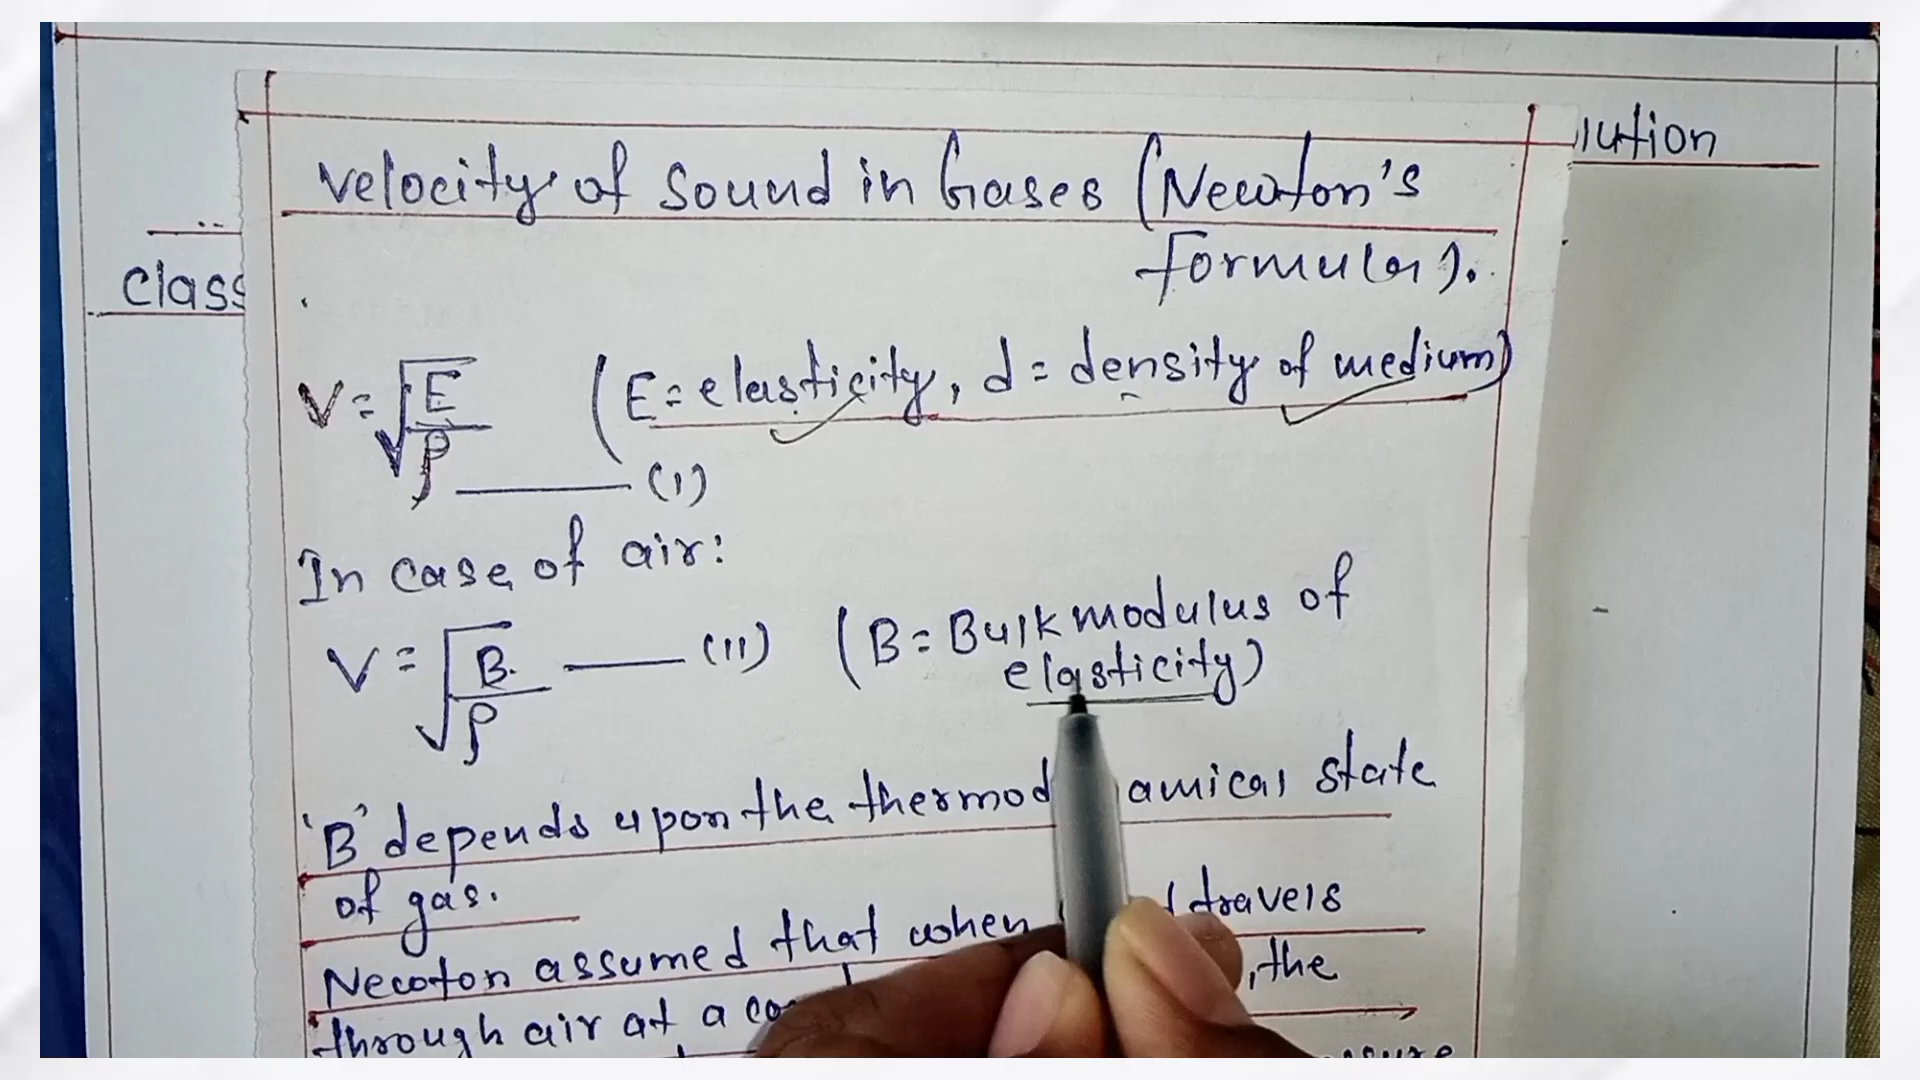 lution
Class
Velocity of Sound in Gases (Newton's
formula).
V = √E/ρ (E = elasticity, d = density of medium)
(I)
In case of air:
V = √B/ρ (II) (B = Bulk modulus of
elasticity)
'B' depends upon the thermod amical state
of gas.
Newton assumed that when travels
through air at a , the